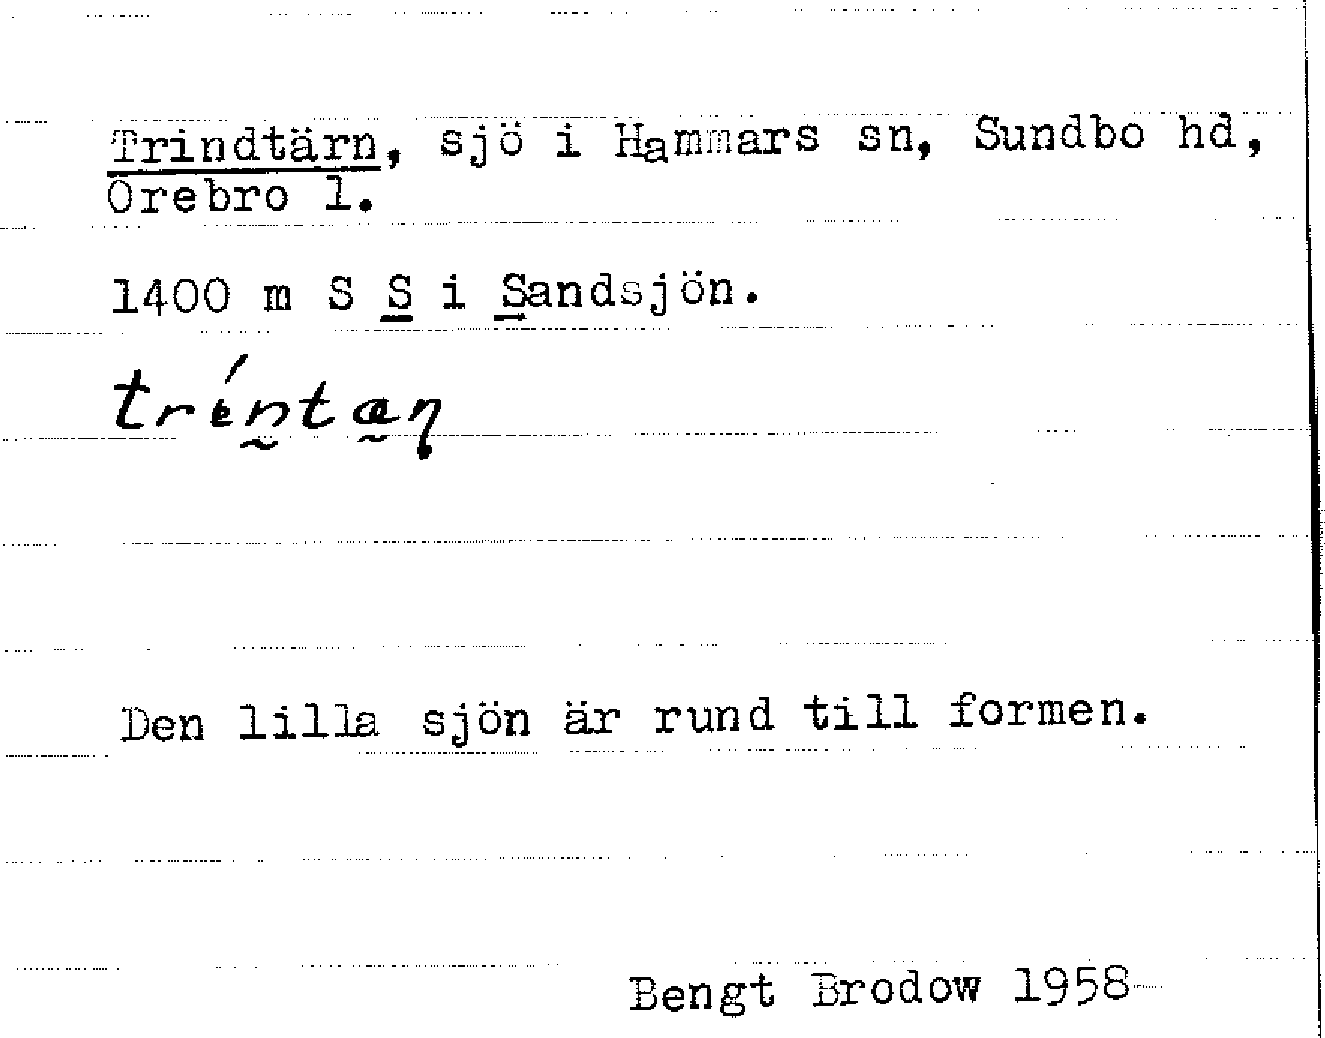 Trindtärn, sjö i Hammars sn, Sundbo hd,
Örebro l.
1400 m S S i Sandsjön.
Den lilla sjön är rund till formen.
Bengt Brodow 1958